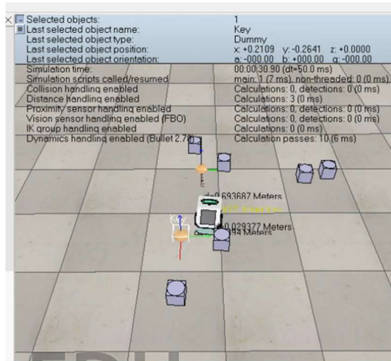 Selected objects: 1
Last selected object name: Key
Last selected object type: Dummy
Last selected object position: x: +0.2109 y: -0.2641 z: +0.0000
Last selected object orientation: a: -000.00 b: +000.00 g: -000.00
Simulation time: 00:00:30.90 (dt=50.0 ms)
Simulation scripts called/resumed main: 1 (7 ms), non-threaded: 0 (0 ms)
Collision handling enabled Calculations: 0, detections: 0 (0 ms)
Distance handling enabled Calculations: 3 (0 ms)
Proximity sensor handling enabled Calculations: 0, detections: 0 (0 ms)
Vision sensor handling enabled (FBO) Calculations: 0, detections: 0 (0 ms)
IK group handling enabled Calculations: 0 (0 ms)
Dynamics handling enabled (Bullet 2.78) Calculation passes: 10 (6 ms)
d=0.693687 Meters
0.029377 Meters
Meters
EDU